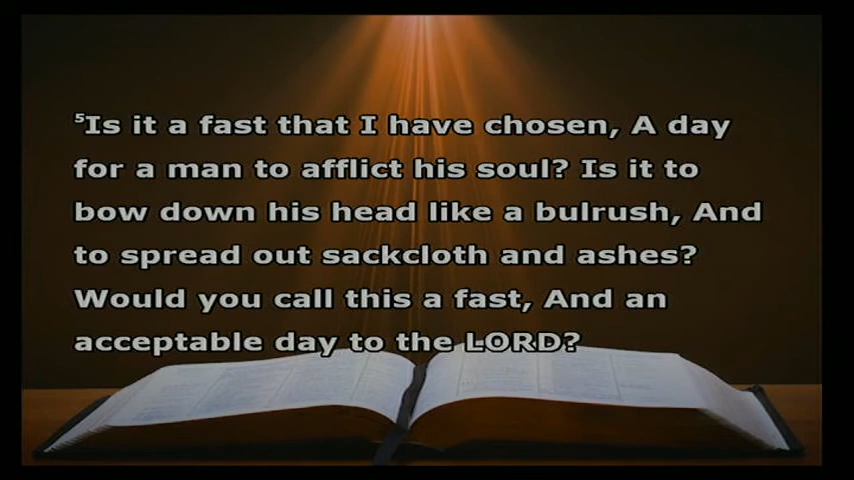 ⁵Is it a fast that I have chosen, A day
for a man to afflict his soul? Is it to
bow down his head like a bulrush, And
to spread out sackcloth and ashes?
Would you call this a fast, And an
acceptable day to the LORD?